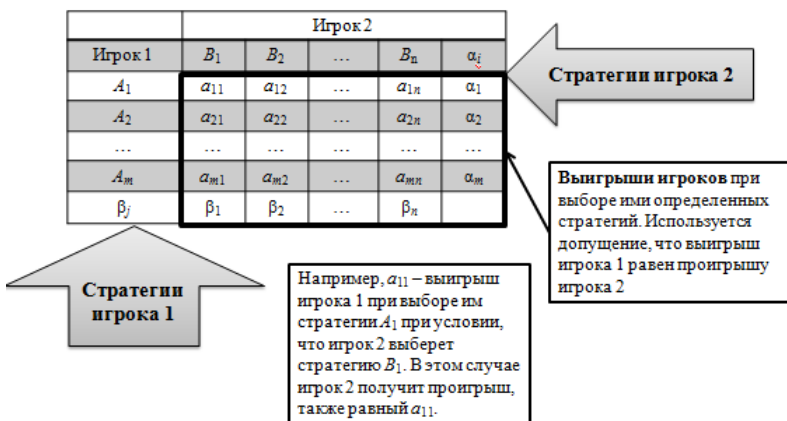 Игрок 2
Игрок 1 B₁ B₂ … Bₙ αᵢ
A₁ a₁₁ a₁₂ … a₁ₙ α₁
A₂ a₂₁ a₂₂ … a₂ₙ α₂
… … … … … …
Aₘ aₘ₁ aₘ₂ … aₘₙ αₘ
βⱼ β₁ β₂ … βₙ
Стратегии игрока 2
Выигрыши игроков при
выборе ими определенных
стратегий. Используется
допущение, что выигрыш
игрока 1 равен проигрышу
игрока 2
Стратегии
игрока 1
Например, a₁₁ – выигрыш
игрока 1 при выборе им
стратегии A₁ при условии,
что игрок 2 выберет
стратегию B₁. В этом случае
игрок 2 получит проигрыш,
также равный a₁₁.